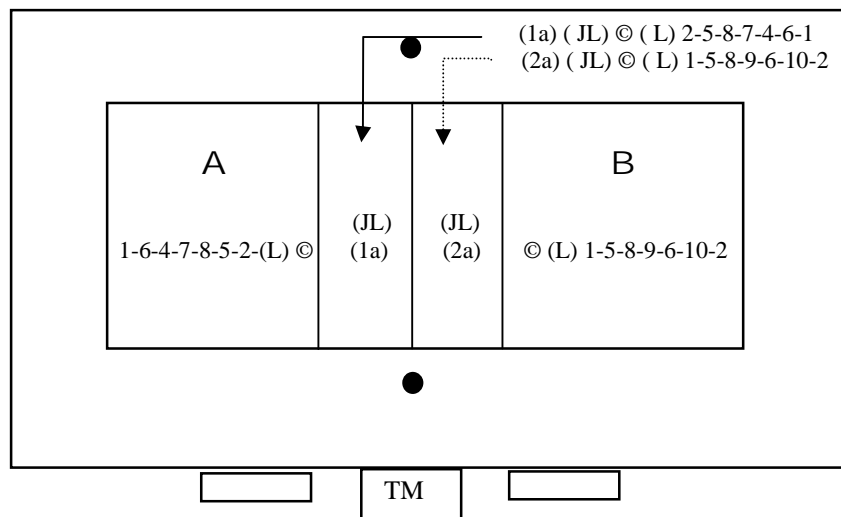 (1a) ( JL) © ( L) 2-5-8-7-4-6-1
(2a) ( JL) © ( L) 1-5-8-9-6-10-2
A
B
(JL)
(JL)
1-6-4-7-8-5-2-(L) ©
(1a)
(2a)
© (L) 1-5-8-9-6-10-2
TM